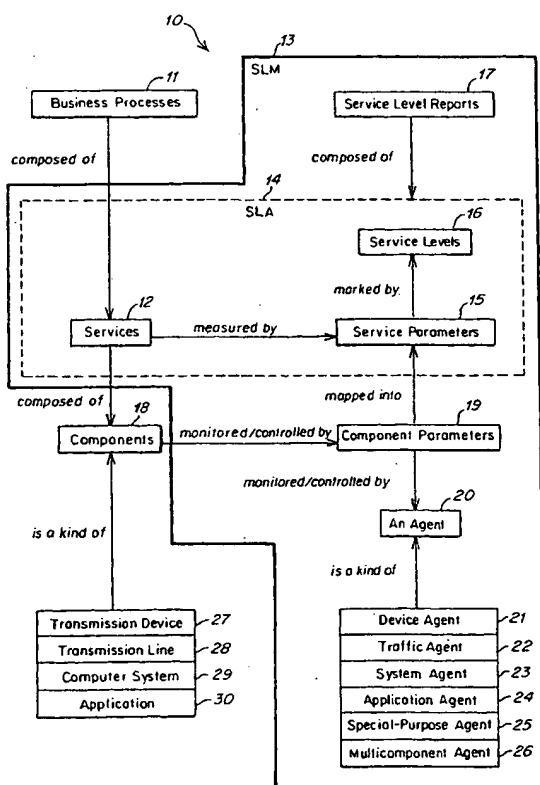 10
13
SLM
11
Business Processes
17
Service Level Reports
composed of
composed of
14
SLA
16
Service Levels
marked by
12
Services
measured by
15
Service Parameters
composed of
mapped into
18
Components
monitored/controlled by
19
Component Parameters
monitored/controlled by
20
An Agent
is a kind of
is a kind of
Transmission Device 27
Transmission Line 28
Computer System 29
Application 30
Device Agent 21
Traffic Agent 22
System Agent 23
Application Agent 24
Special-Purpose Agent 25
Multicomponent Agent 26